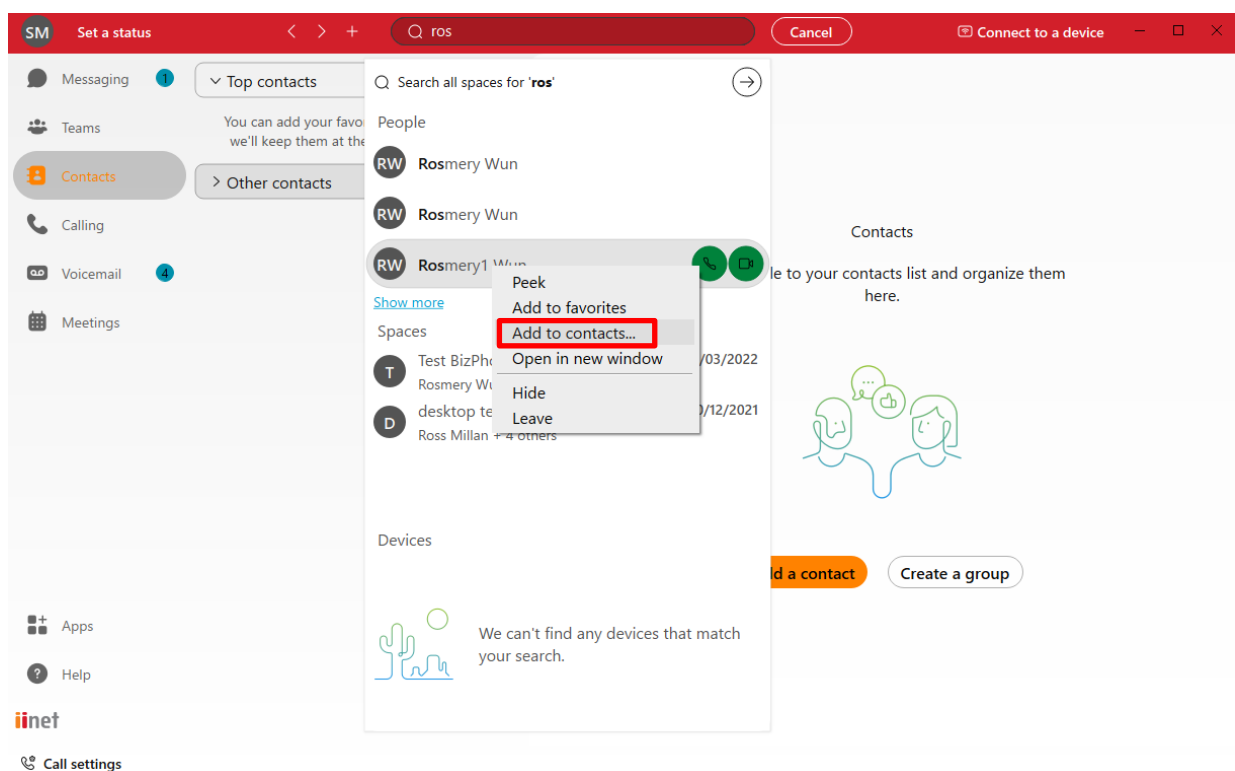 SM Set a status
ros
Cancel
Connect to a device
Messaging 1
Teams
Contacts
Calling
Voicemail 4
Meetings
Apps
Help
iinet
Call settings
Top contacts
You can add your favo
we'll keep them at the
Other contacts
Search all spaces for 'ros'
People
RW Rosmery Wun
RW Rosmery Wun
RW Rosmery1 Wun
Show more
Spaces
T Test BizPho
/03/2022
Rosmery Wu
D desktop te
0/12/2021
Ross Millan + 4 others
Peek
Add to favorites
Add to contacts...
Open in new window
Hide
Leave
Devices
We can't find any devices that match
your search.
Contacts
le to your contacts list and organize them
here.
d a contact
Create a group